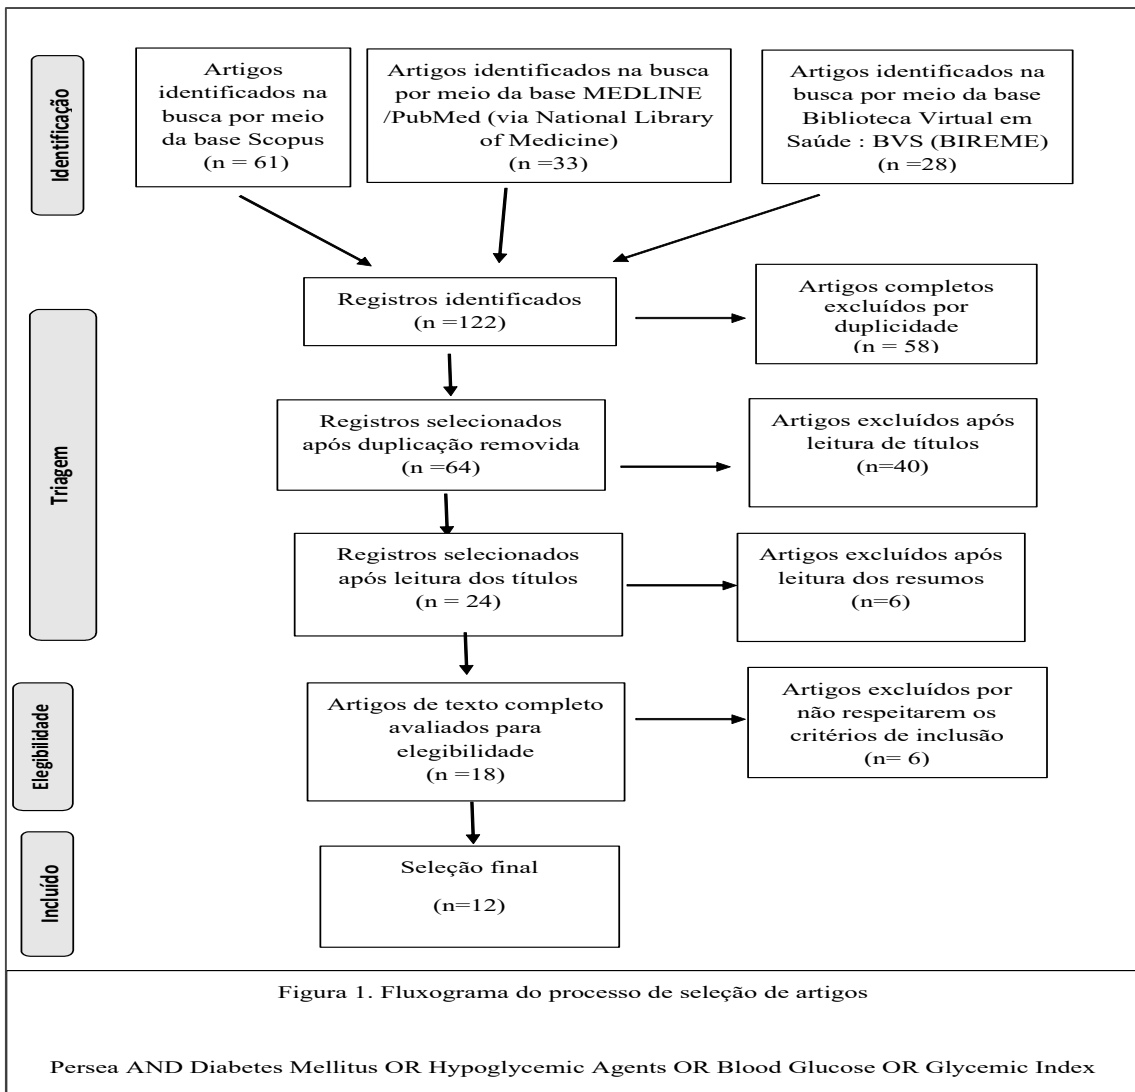 Identificação
Artigos
identificados na
busca por meio
da base Scopus
(n = 61)
Artigos identificados na busca
por meio da base MEDLINE
/PubMed (via National Library
of Medicine)
(n =33)
Artigos identificados na
busca por meio da base
Biblioteca Virtual em
Saúde : BVS (BIREME)
(n =28)
Triagem
Registros identificados
(n =122)
Artigos completos
excluídos por
duplicidade
(n = 58)
Registros selecionados
após duplicação removida
(n =64)
Artigos excluídos após
leitura de títulos
(n=40)
Registros selecionados
após leitura dos títulos
(n = 24)
Artigos excluídos após
leitura dos resumos
(n=6)
Elegibilidade
Artigos de texto completo
avaliados para
elegibilidade
(n =18)
Artigos excluídos por
não respeitarem os
critérios de inclusão
(n= 6)
Incluído
Seleção final
(n=12)
Figura 1. Fluxograma do processo de seleção de artigos
Persea AND Diabetes Mellitus OR Hypoglycemic Agents OR Blood Glucose OR Glycemic Index